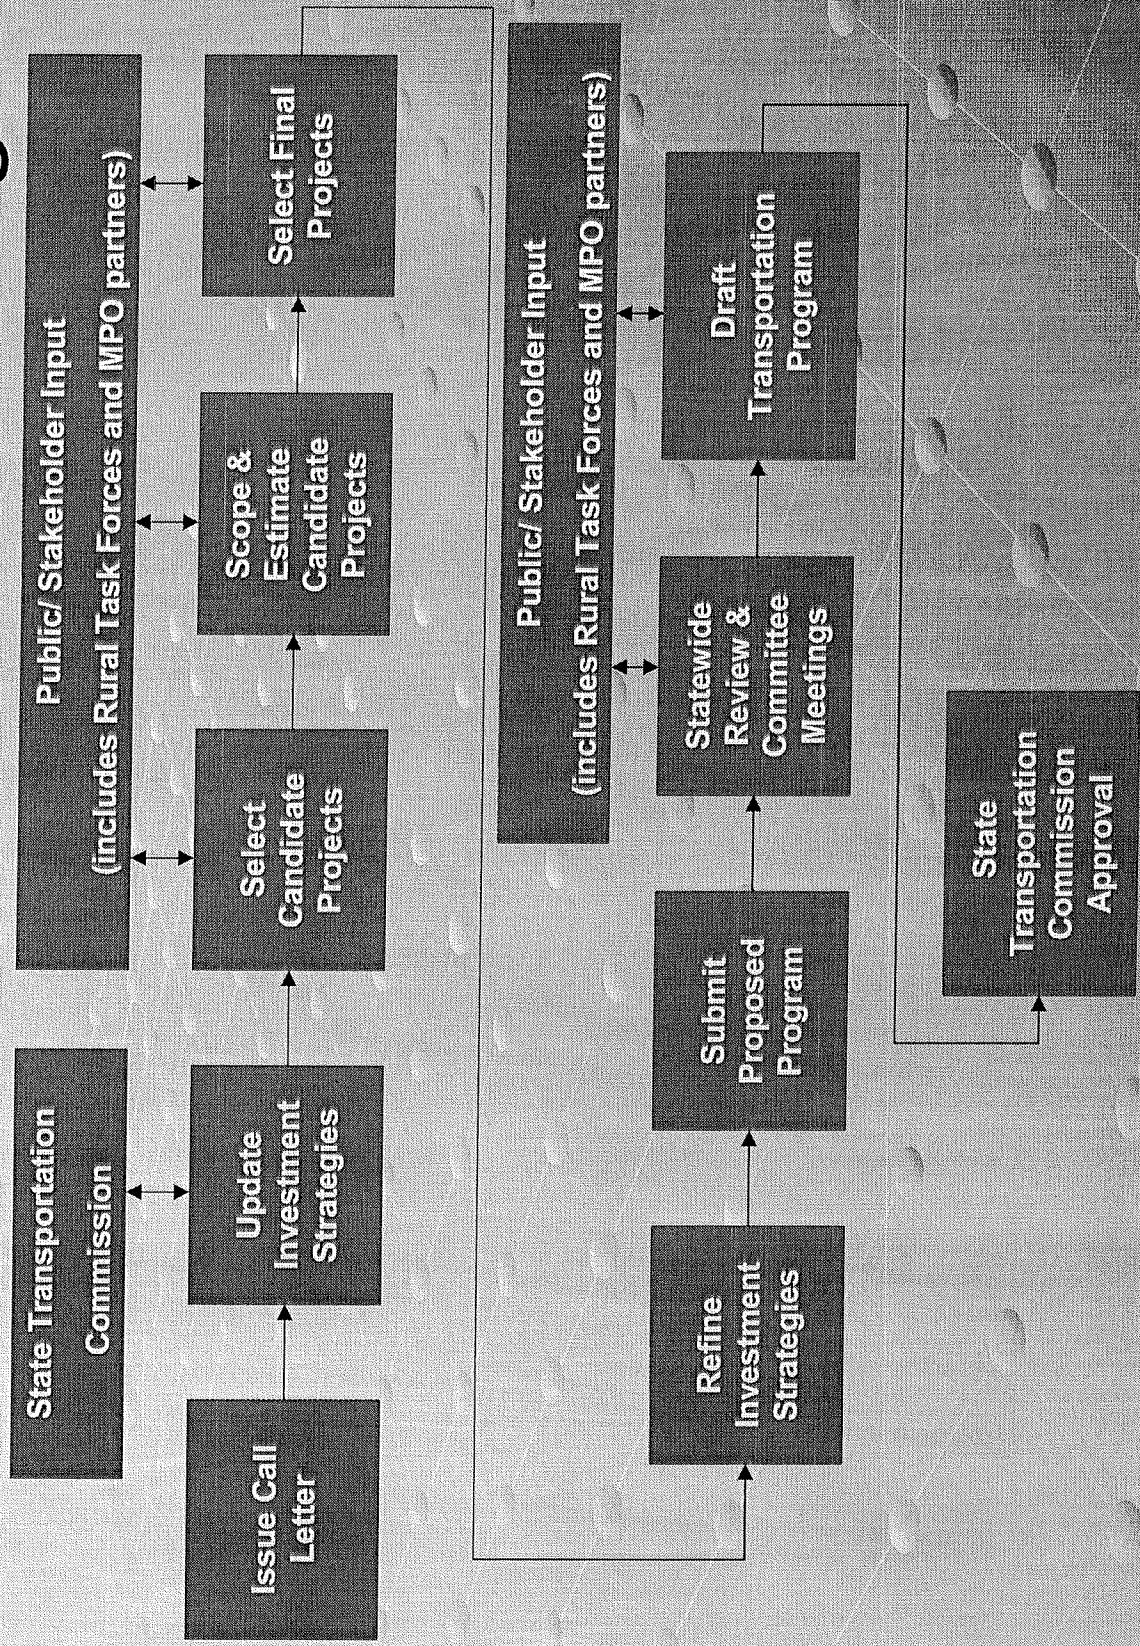 State Transportation
Commission
Public/ Stakeholder Input
(includes Rural Task Forces and MPO partners)
Issue Call
Letter
Update
Investment
Strategies
Select
Candidate
Projects
Scope &
Estimate
Candidate
Projects
Select Final
Projects
Public/ Stakeholder Input
(includes Rural Task Forces and MPO partners)
Refine
Investment
Strategies
Submit
Proposed
Program
Statewide
Review &
Committee
Meetings
Draft
Transportation
Program
State
Transportation
Commission
Approval